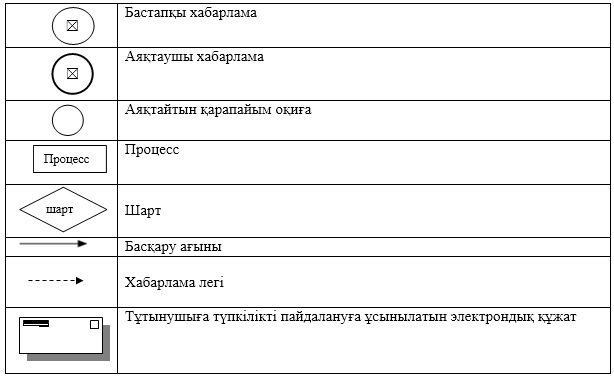 Бастапқы хабарлама
Аяқтаушы хабарлама
Аяқтайтын қарапайым оқиға
Процесс
Процесс
шарт
Шарт
Басқару ағыны
Хабарлама легі
Тұтынушыға түпкілікті пайдалануға ұсынылатын электрондық құжат